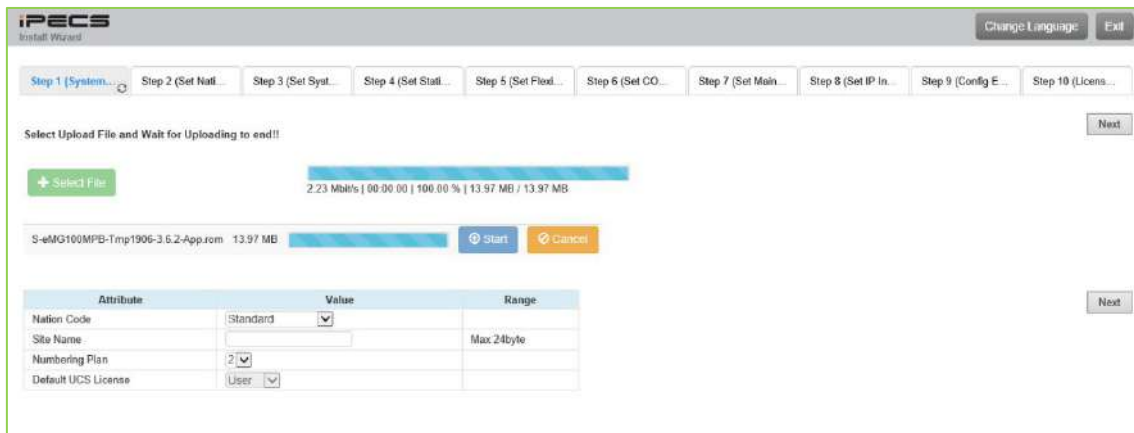 iPECS
Install Wizard
Change Language Exit
Step 1 (System... Step 2 (Set Nati... Step 3 (Set Syst... Step 4 (Set Stati... Step 5 (Set Flexi... Step 6 (Set CO... Step 7 (Set Main... Step 8 (Set IP In... Step 9 (Config E... Step 10 (Licens...
Next
Select Upload File and Wait for Uploading to end!!
+ Select File
2.23 Mbit/s | 00:00:00 | 100.00 % | 13.97 MB / 13.97 MB
S-eMG100MPB-Tmp1906-3.6.2-App.rom 13.97 MB Start Cancel
Attribute Value Range
Next
Nation Code Standard
Site Name Max 24byte
Numbering Plan 2
Default UCS License User